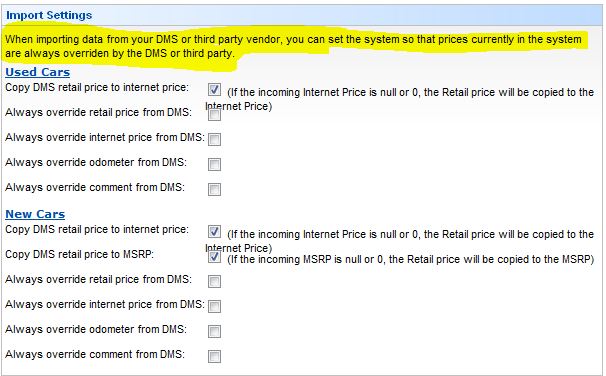 Import Settings
When importing data from your DMS or third party vendor, you can set the system so that prices currently in the system
are always overriden by the DMS or third party.
Used Cars
Copy DMS retail price to internet price: (If the incoming Internet Price is null or 0, the Retail price will be copied to the
Internet Price)
Always override retail price from DMS:
Always override internet price from DMS:
Always override odometer from DMS:
Always override comment from DMS:
New Cars
Copy DMS retail price to internet price: (If the incoming Internet Price is null or 0, the Retail price will be copied to the
Internet Price)
Copy DMS retail price to MSRP: (If the incoming MSRP is null or 0, the Retail price will be copied to the MSRP)
Always override retail price from DMS:
Always override internet price from DMS:
Always override odometer from DMS:
Always override comment from DMS: